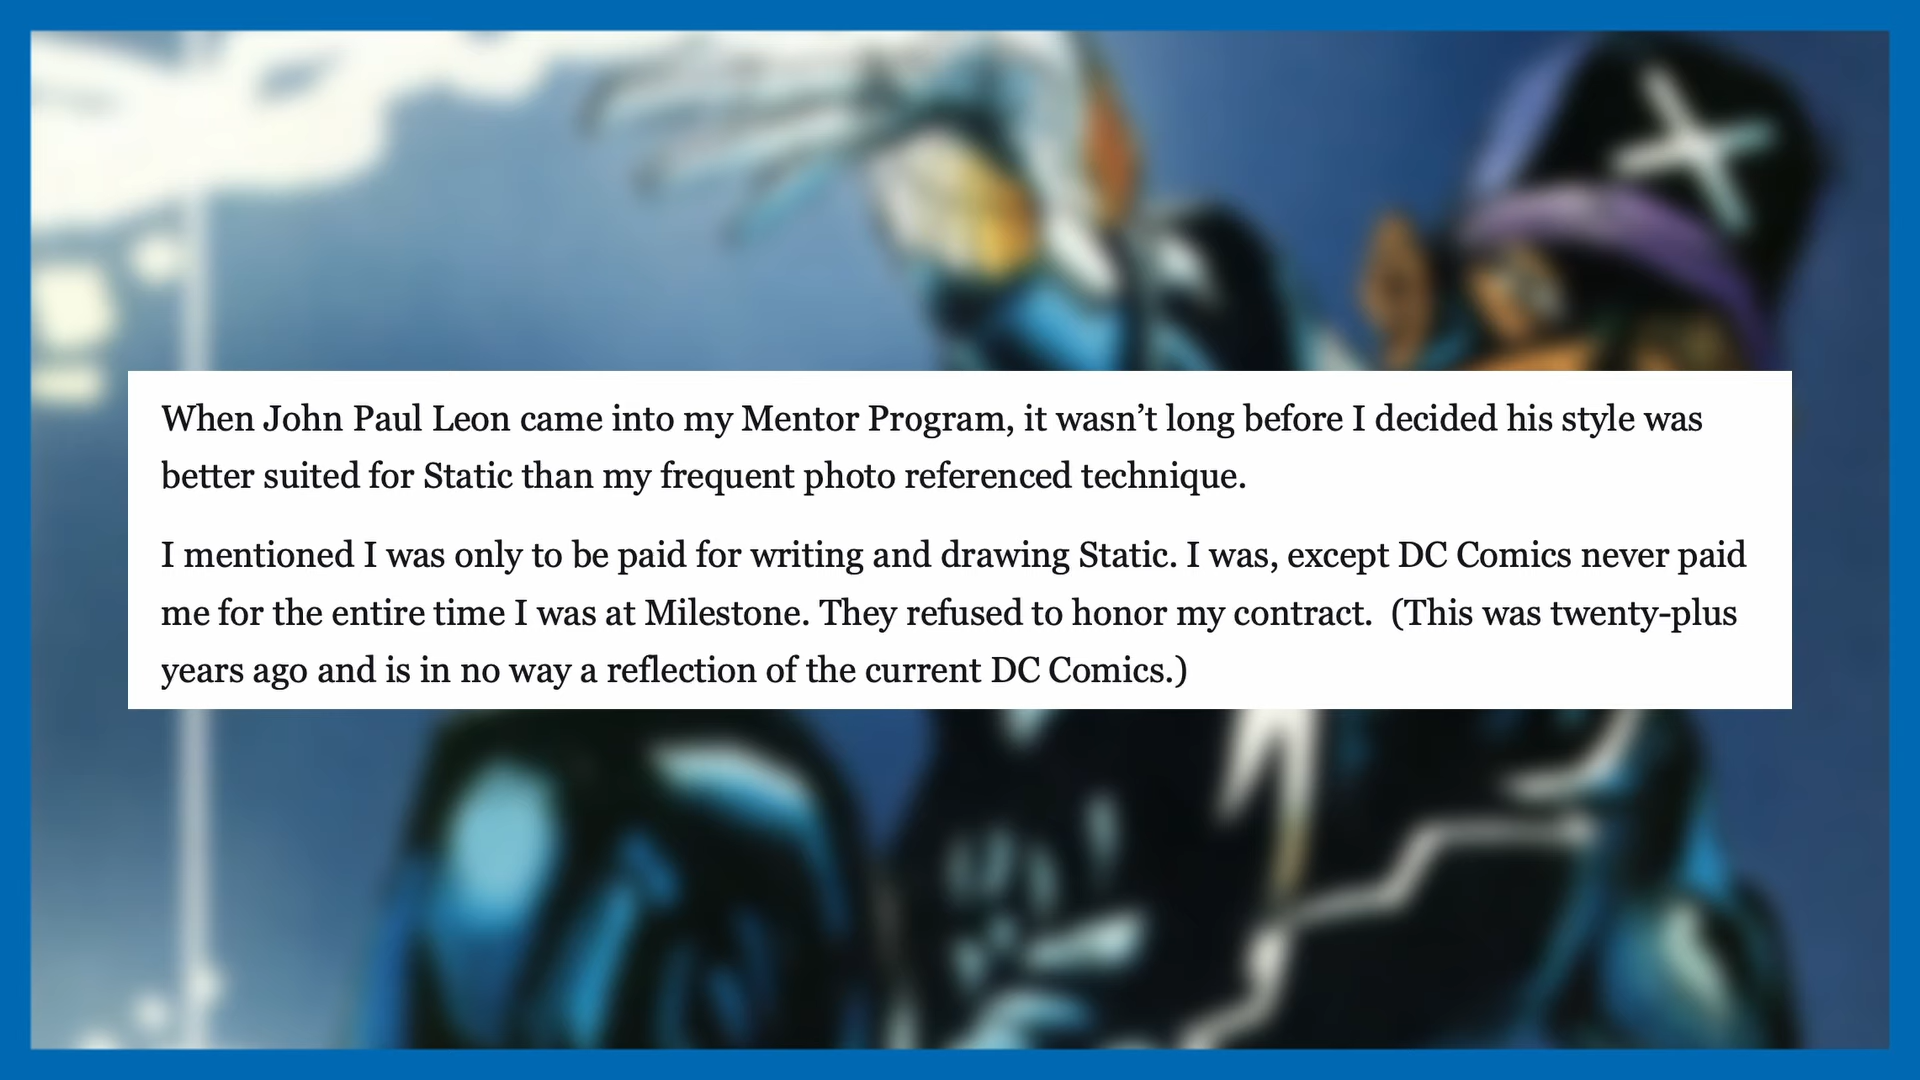 When John Paul Leon came into my Mentor Program, it wasn’t long before I decided his style was
better suited for Static than my frequent photo referenced technique.
I mentioned I was only to be paid for writing and drawing Static. I was, except DC Comics never paid
me for the entire time I was at Milestone. They refused to honor my contract.  (This was twenty-plus
years ago and is in no way a reflection of the current DC Comics.)